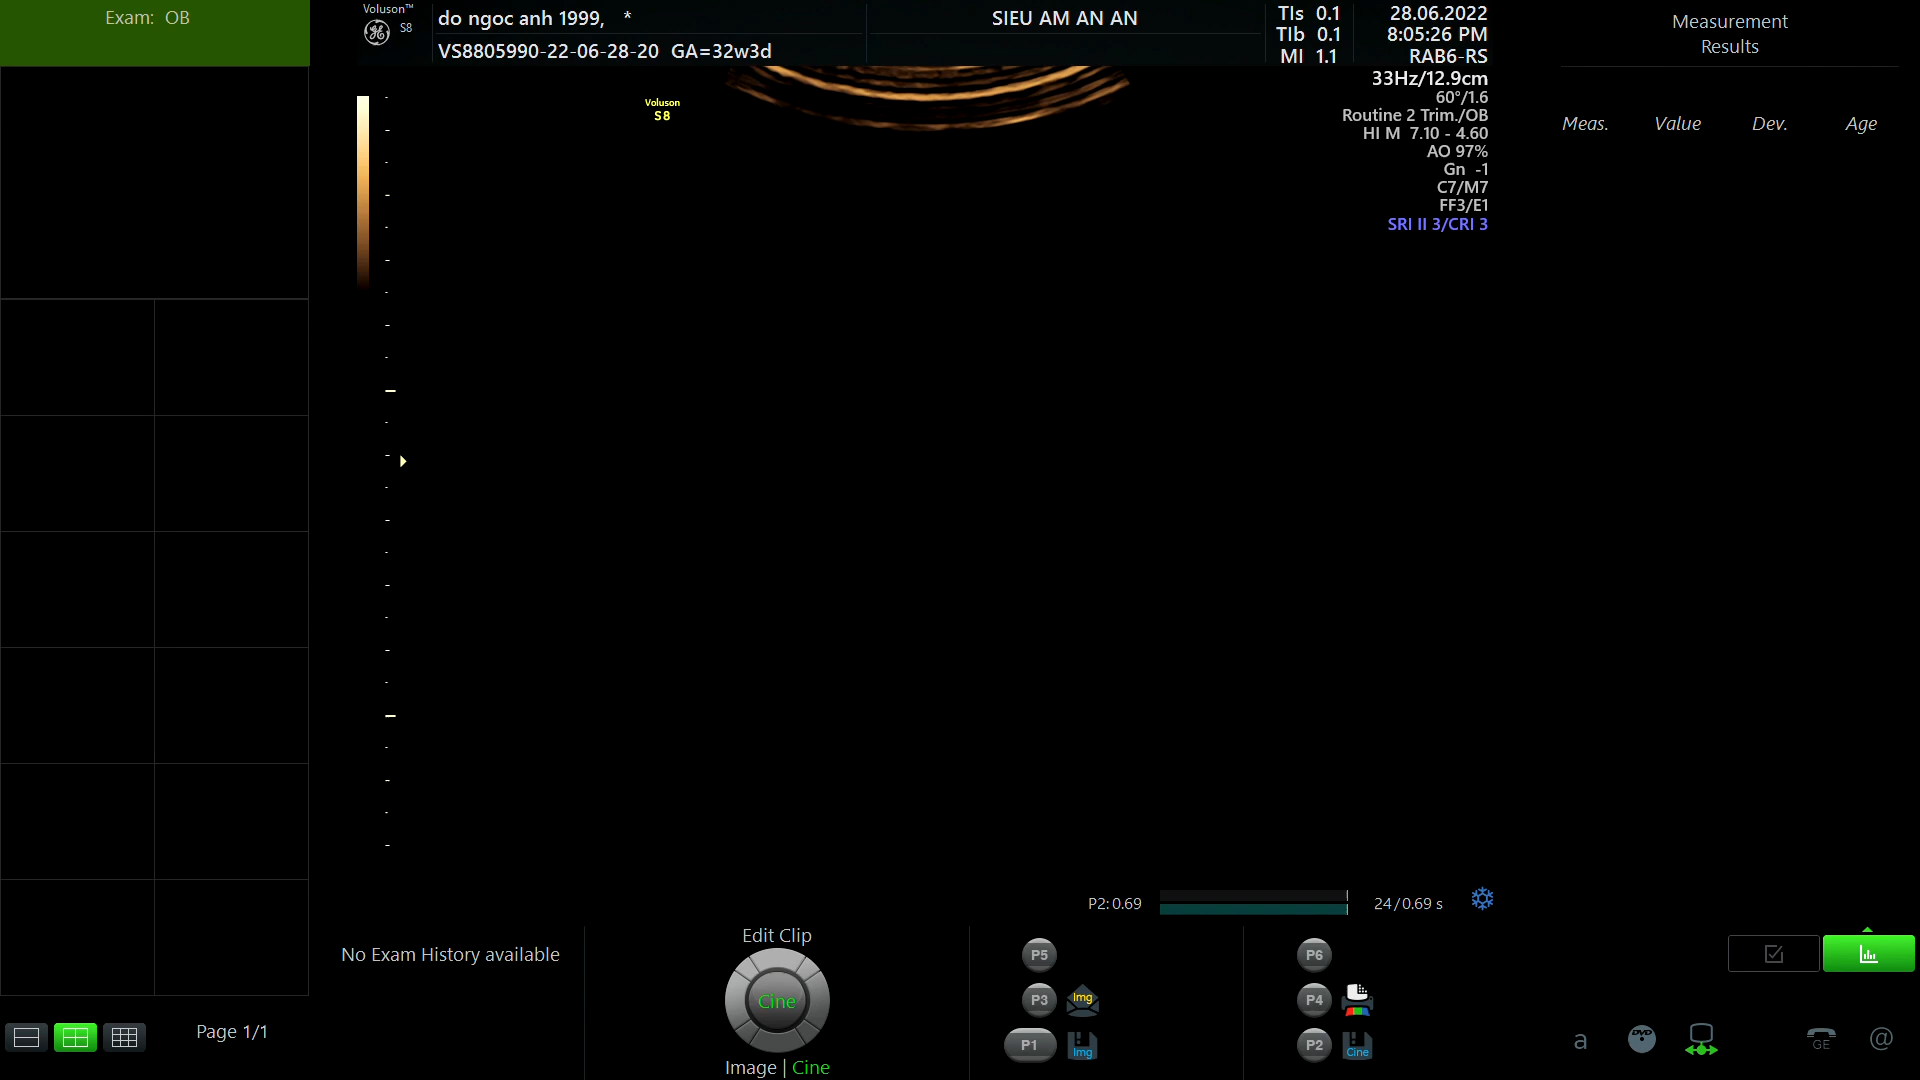 Exam: OB
Voluson™
S8
do ngoc anh 1999, *
VS8805990-22-06-28-20 GA=32w3d
SIEU AM AN AN
TIs 0.1
TIb 0.1
MI 1.1
28.06.2022
8:05:26 PM
RAB6-RS
33Hz/12.9cm
60°/1.6
Routine 2 Trim./OB
HI M 7.10 - 4.60
AO 97%
Gn -1
C7/M7
FF3/E1
SRI II 3/CRI 3
Voluson
S8
Measurement
Results
Meas. Value Dev. Age
P2: 0.69
24/0.69 s
No Exam History available
Edit Clip
Cine
Image | Cine
P5
P3 Img
P1 Img
P6
P4
P2 Cine
Page 1/1
a
DVD
GE
@